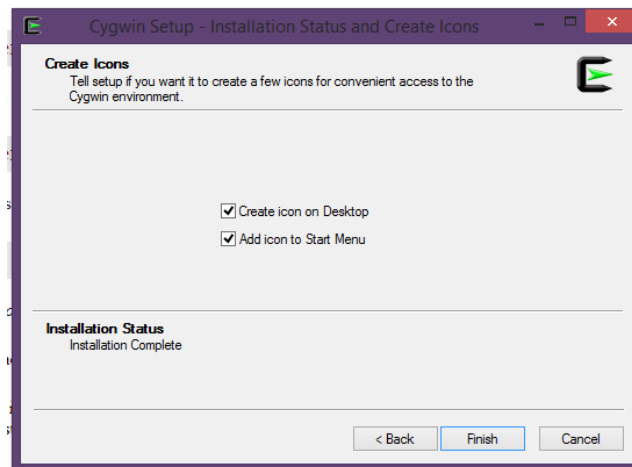 Cygwin Setup - Installation Status and Create Icons
Create Icons
Tell setup if you want it to create a few icons for convenient access to the
Cygwin environment.
Create icon on Desktop
Add icon to Start Menu
Installation Status
Installation Complete
< Back
Finish
Cancel